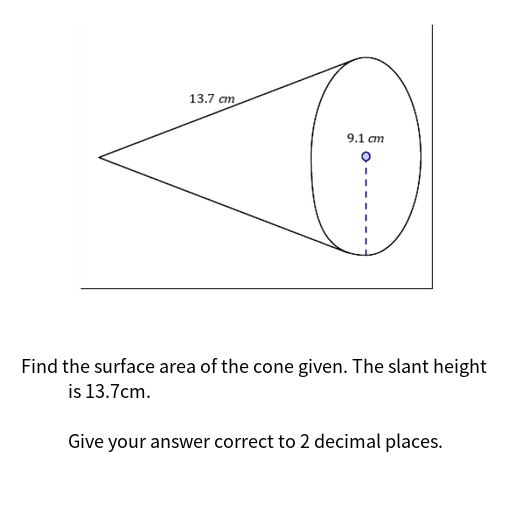 13.7 cm
9.1 cm
Find the surface area of the cone given. The slant height
is 13.7cm.
Give your answer correct to 2 decimal places.